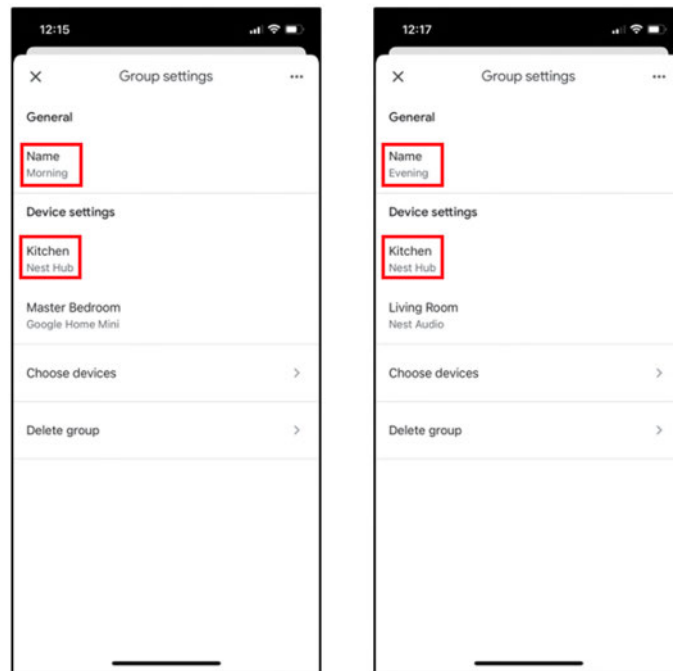 12:15
Group settings
General
Name
Morning
Device settings
Kitchen
Nest Hub
Master Bedroom
Google Home Mini
Choose devices
Delete group
12:17
Group settings
General
Name
Evening
Device settings
Kitchen
Nest Hub
Living Room
Nest Audio
Choose devices
Delete group